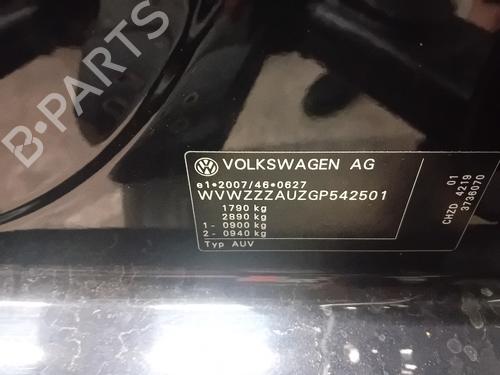 B-PARTS
VOLKSWAGEN AG
e1*2007/46*0627
WVWZZZAUZGP542501
1790 kg
2890 kg
1- 0900 kg
2- 0940 kg
Typ AUV
01
CHZD 4219
3736070